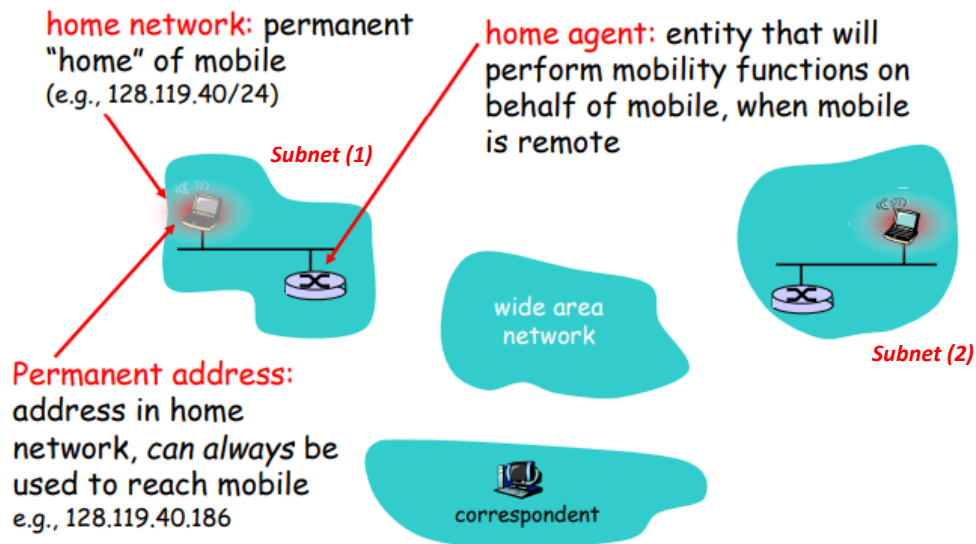 home network: permanent
“home” of mobile
(e.g., 128.119.40/24)
home agent: entity that will
perform mobility functions on
behalf of mobile, when mobile
is remote
Subnet (1)
wide area
network
Subnet (2)
Permanent address:
address in home
network, can always be
used to reach mobile
e.g., 128.119.40.186
correspondent